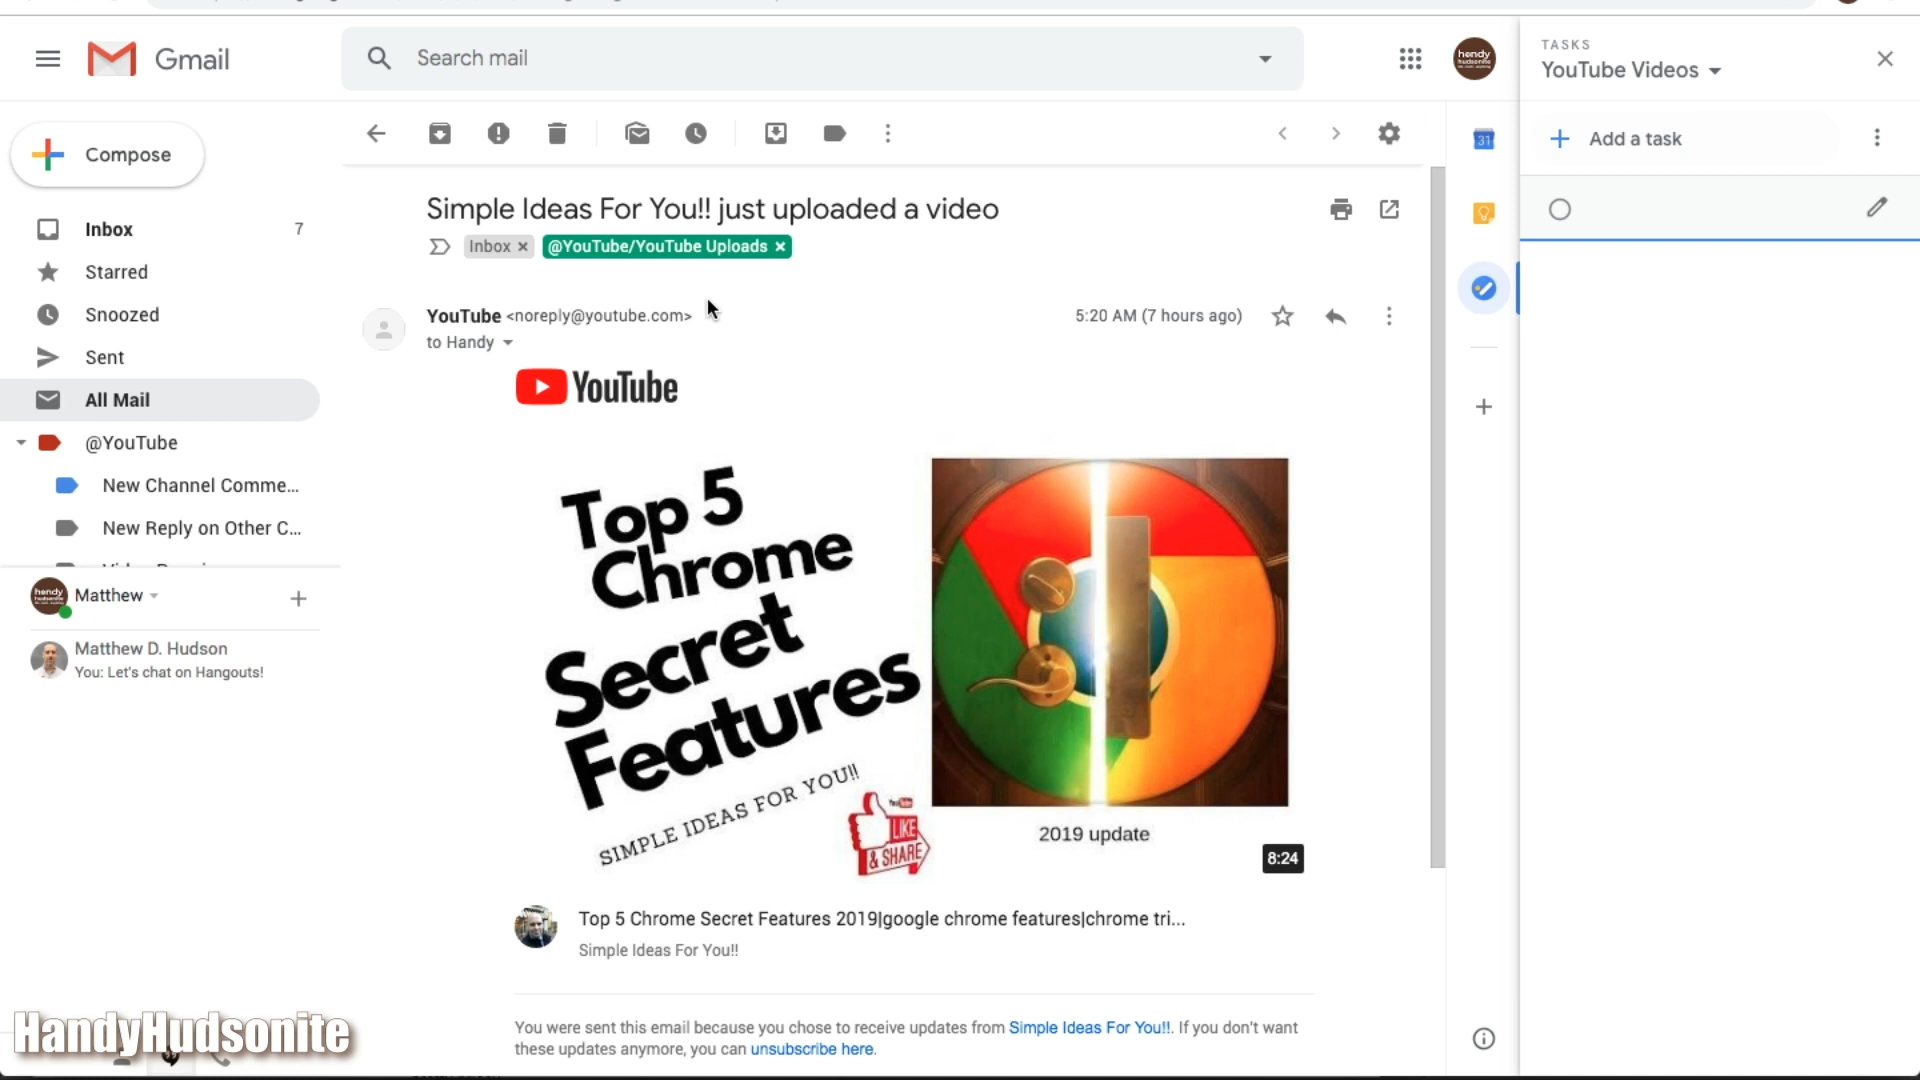 Gmail
Search mail
hendy
hudsonite
TASKS
YouTube Videos
Compose
31
Add a task
Inbox 7
Starred
Snoozed
Sent
All Mail
@YouTube
New Channel Comme...
New Reply on Other C...
Matthew
Matthew D. Hudson
You: Let's chat on Hangouts!
Simple Ideas For You!! just uploaded a video
Inbox ×
@YouTube/YouTube Uploads ×
YouTube <noreply@youtube.com>
5:20 AM (7 hours ago)
to Handy
YouTube
Top 5
Chrome
Secret
Features
SIMPLE IDEAS FOR YOU!!
YouTube
LIKE
& SHARE
2019 update
8:24
Top 5 Chrome Secret Features 2019|google chrome features|chrome tri...
Simple Ideas For You!!
You were sent this email because you chose to receive updates from Simple Ideas For You!!. If you don't want
these updates anymore, you can unsubscribe here.
HandyHudsonite